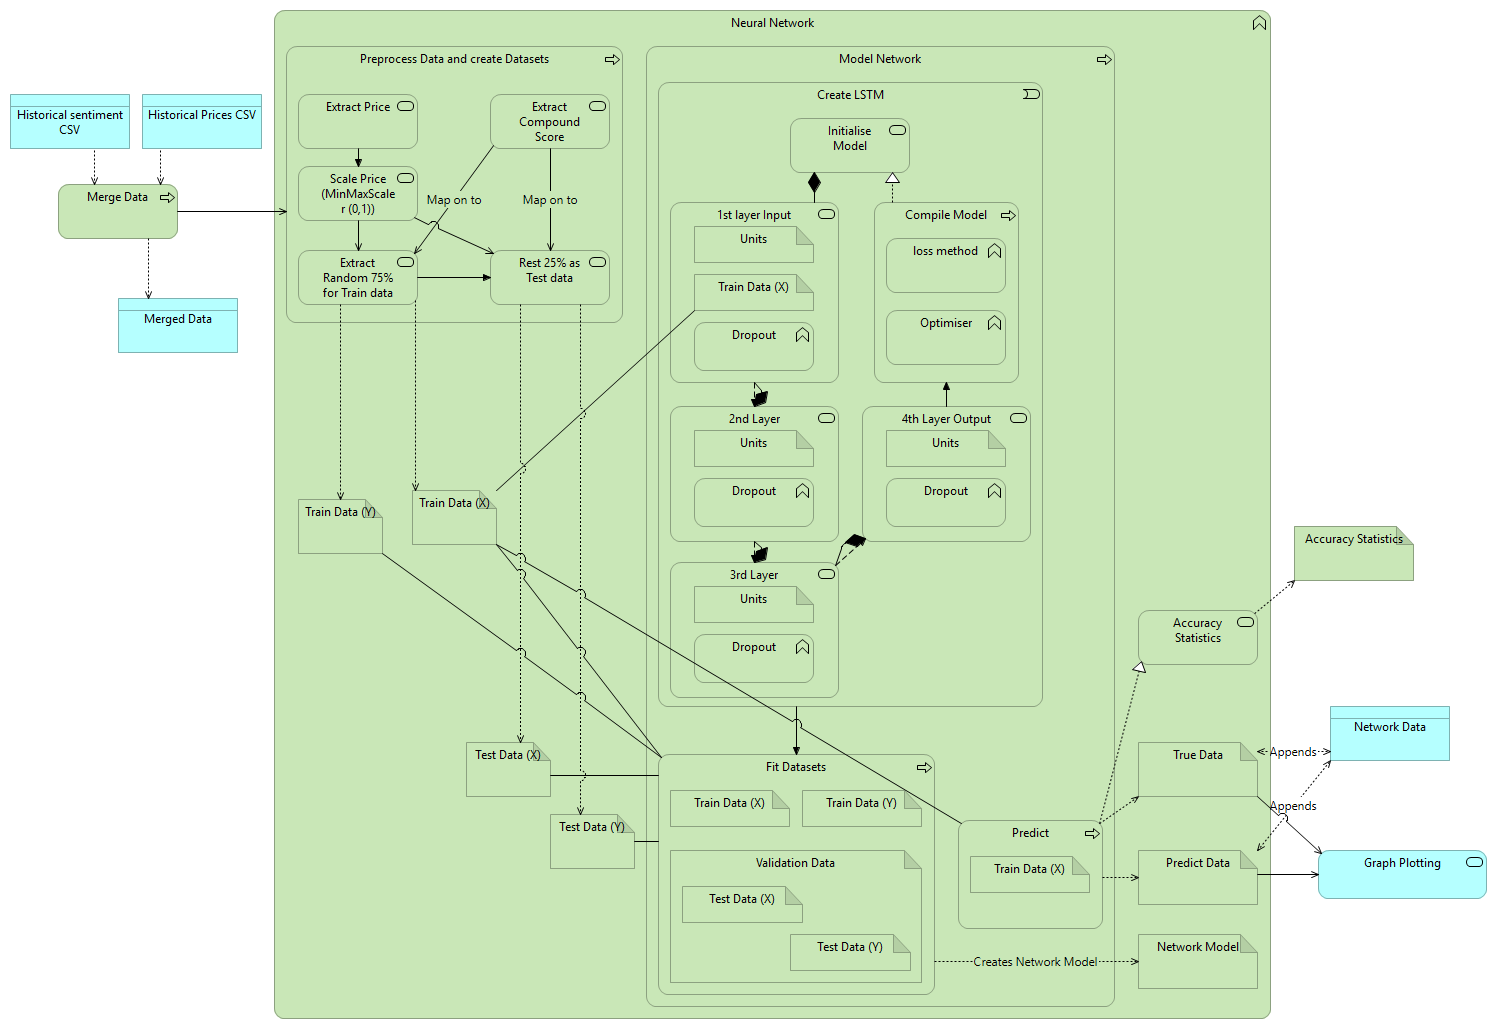 Neural Network
Preprocess Data and create Datasets
Model Network
Create LSTM
Historical sentiment
CSV
Historical Prices CSV
Merge Data
Merged Data
Extract Price
Extract
Compound
Score
Scale Price
(MinMaxScale
r (0,1))
Map on to
Map on to
Extract
Random 75%
for Train data
Rest 25% as
Test data
Initialise
Model
1st layer Input
Units
Train Data (X)
Dropout
Compile Model
loss method
Optimiser
2nd Layer
Units
Dropout
4th Layer Output
Units
Dropout
3rd Layer
Units
Dropout
Train Data (Y)
Train Data (X)
Test Data (X)
Test Data (Y)
Fit Datasets
Train Data (X)
Train Data (Y)
Validation Data
Test Data (X)
Test Data (Y)
Predict
Train Data (X)
Creates Network Model
Accuracy Statistics
Accuracy
Statistics
Network Data
True Data
Appends
Appends
Predict Data
Graph Plotting
Network Model